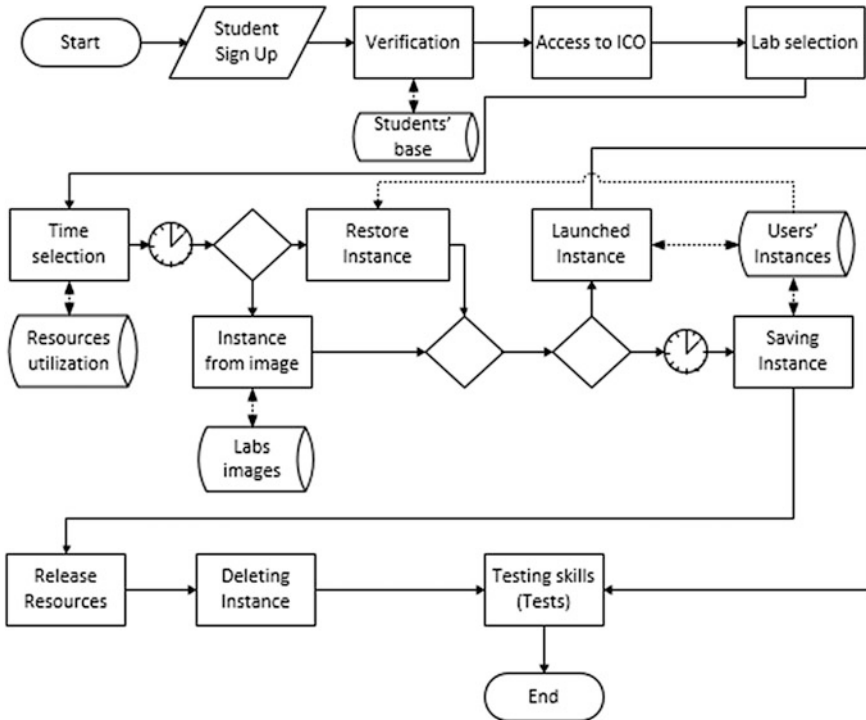 Start
Student
Sign Up
Verification
Access to ICO
Lab selection
Students'
base
Time
selection
Restore
Instance
Launched
Instance
Users'
Instances
Resources
utilization
Instance
from image
Saving
Instance
Labs
images
Release
Resources
Deleting
Instance
Testing skills
(Tests)
End